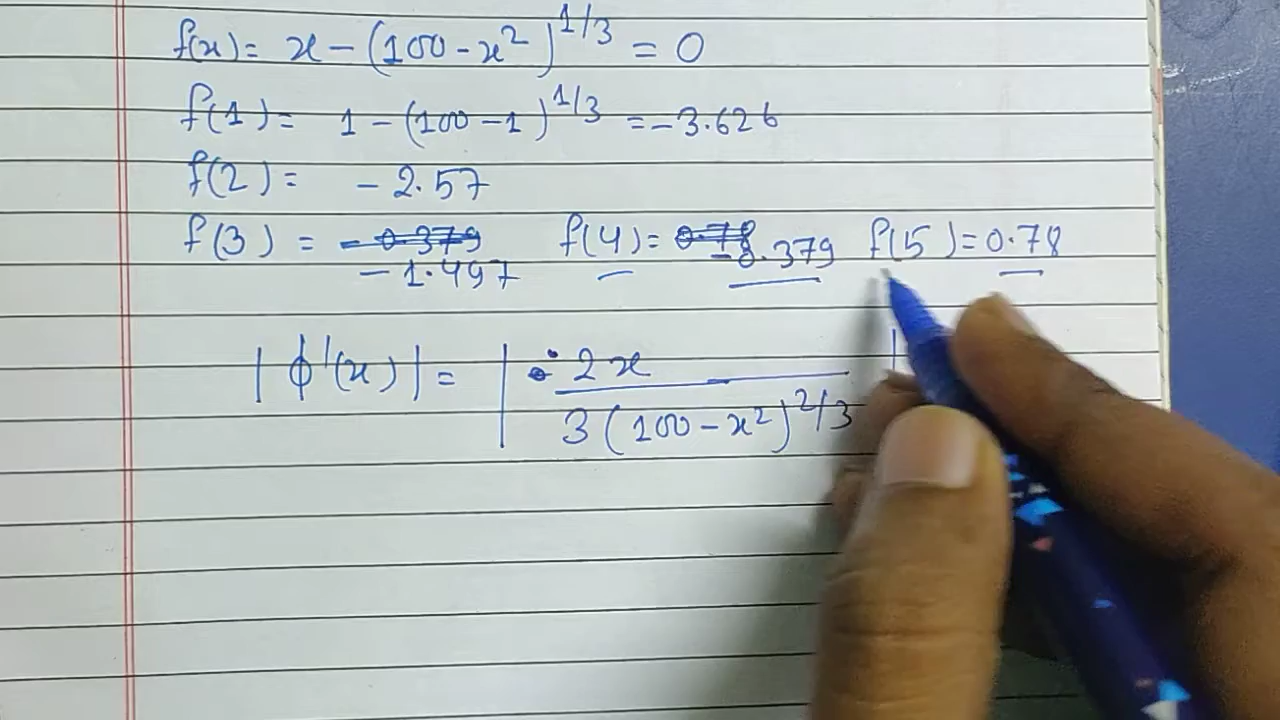 f(x) = x - (100 - x²)^1/3 = 0
f(1) = 1 - (100 - 1)^1/3 = -3.626
f(2) = - 2.57
f(3) = - 0.379 f(4) = 0.78 -0.379 f(5) = 0.78
- 1.497
|ϕ'(x)| = | 2x / 3(100 - x²)^2/3 |